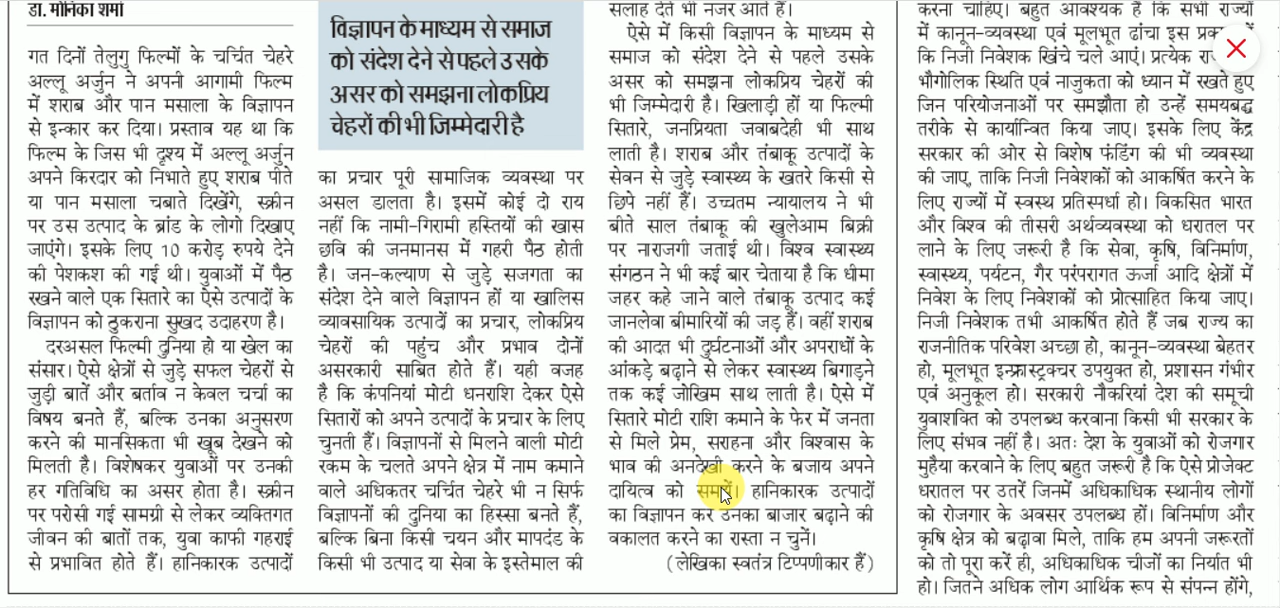 डा. मोनिका शर्मा
गत दिनों तेलुगु फिल्मों के चर्चित चेहरे
अल्लू अर्जुन ने अपनी आगामी फिल्म
में शराब और पान मसाला के विज्ञापन
से इन्कार कर दिया। प्रस्ताव यह था कि
फिल्म के जिस भी दृश्य में अल्लू अर्जुन
अपने किरदार को निभाते हुए शराब पीते
या पान मसाला चबाते दिखेंगे, स्क्रीन
पर उस उत्पाद के ब्रांड के लोगो दिखाए
जाएंगे। इसके लिए 10 करोड़ रुपये देने
की पेशकश की गई थी। युवाओं में पैठ
रखने वाले एक सितारे का ऐसे उत्पादों के
विज्ञापन को ठुकराना सुखद उदाहरण है।
दरअसल फिल्मी दुनिया हो या खेल का
संसार। ऐसे क्षेत्रों से जुड़े सफल चेहरों से
जुड़ी बातें और बर्ताव न केवल चर्चा का
विषय बनते हैं, बल्कि उनका अनुसरण
करने की मानसिकता भी खूब देखने को
मिलती है। विशेषकर युवाओं पर उनकी
हर गतिविधि का असर होता है। स्क्रीन
पर परोसी गई सामग्री से लेकर व्यक्तिगत
जीवन की बातों तक, युवा काफी गहराई
से प्रभावित होते हैं। हानिकारक उत्पादों
विज्ञापन के माध्यम से समाज
को संदेश देने से पहले उसके
असर को समझना लोकप्रिय
चेहरों की भी जिम्मेदारी है
का प्रचार पूरी सामाजिक व्यवस्था पर
असल डालता है। इसमें कोई दो राय
नहीं कि नामी-गिरामी हस्तियों की खास
छवि की जनमानस में गहरी पैठ होती
है। जन-कल्याण से जुड़े सजगता का
संदेश देने वाले विज्ञापन हों या खालिस
व्यावसायिक उत्पादों का प्रचार, लोकप्रिय
चेहरों की पहुंच और प्रभाव दोनों
असरकारी साबित होते हैं। यही वजह
है कि कंपनियां मोटी धनराशि देकर ऐसे
सितारों को अपने उत्पादों के प्रचार के लिए
चुनती हैं। विज्ञापनों से मिलने वाली मोटी
रकम के चलते अपने क्षेत्र में नाम कमाने
वाले अधिकतर चर्चित चेहरे भी न सिर्फ
विज्ञापनों की दुनिया का हिस्सा बनते हैं,
बल्कि बिना किसी चयन और मापदंड के
किसी भी उत्पाद या सेवा के इस्तेमाल की
सलाह देते भी नजर आते हैं।
ऐसे में किसी विज्ञापन के माध्यम से
समाज को संदेश देने से पहले उसके
असर को समझना लोकप्रिय चेहरों की
भी जिम्मेदारी है। खिलाड़ी हों या फिल्मी
सितारे, जनप्रियता जवाबदेही भी साथ
लाती है। शराब और तंबाकू उत्पादों के
सेवन से जुड़े स्वास्थ्य के खतरे किसी से
छिपे नहीं हैं। उच्चतम न्यायालय ने भी
बीते साल तंबाकू की खुलेआम बिक्री
पर नाराजगी जताई थी। विश्व स्वास्थ्य
संगठन ने भी कई बार चेताया है कि धीमा
जहर कहे जाने वाले तंबाकू उत्पाद कई
जानलेवा बीमारियों की जड़ हैं। वहीं शराब
की आदत भी दुर्घटनाओं और अपराधों के
आंकड़े बढ़ाने से लेकर स्वास्थ्य बिगाड़ने
तक कई जोखिम साथ लाती है। ऐसे में
सितारे मोटी राशि कमाने के फेर में जनता
से मिले प्रेम, सराहना और विश्वास के
भाव की अनदेखी करने के बजाय अपने
दायित्व को समझें। हानिकारक उत्पादों
का विज्ञापन कर उनका बाजार बढ़ाने की
वकालत करने का रास्ता न चुनें।
(लेखिका स्वतंत्र टिप्पणीकार हैं)
करना चाहिए। बहुत आवश्यक है कि सभी राज्यों
में कानून-व्यवस्था एवं मूलभूत ढांचा इस
कि निजी निवेशक खिंचे चले आएं। प्रत्येक
भौगोलिक स्थिति एवं नाजुकता को ध्यान में रखते हुए
जिन परियोजनाओं पर समझौता हो उन्हें समयबद्ध
तरीके से कार्यान्वित किया जाए। इसके लिए केंद्र
सरकार की ओर से विशेष फंडिंग की भी व्यवस्था
की जाए, ताकि निजी निवेशकों को आकर्षित करने के
लिए राज्यों में स्वस्थ प्रतिस्पर्धा हो। विकसित भारत
और विश्व की तीसरी अर्थव्यवस्था को धरातल पर
लाने के लिए जरूरी है कि सेवा, कृषि, विनिर्माण,
स्वास्थ्य, पर्यटन, गैर परंपरागत ऊर्जा आदि क्षेत्रों में
निवेश के लिए निवेशकों को प्रोत्साहित किया जाए।
निजी निवेशक तभी आकर्षित होते हैं जब राज्य का
राजनीतिक परिवेश अच्छा हो, कानून-व्यवस्था बेहतर
हो, मूलभूत इन्फ्रास्ट्रक्चर उपयुक्त हो, प्रशासन गंभीर
एवं अनुकूल हो। सरकारी नौकरियां देश की समूची
युवाशक्ति को उपलब्ध करवाना किसी भी सरकार के
लिए संभव नहीं है। अतः देश के युवाओं को रोजगार
मुहैया करवाने के लिए बहुत जरूरी है कि ऐसे प्रोजेक्ट
धरातल पर उतरें जिनमें अधिकाधिक स्थानीय लोगों
को रोजगार के अवसर उपलब्ध हों। विनिर्माण और
कृषि क्षेत्र को बढ़ावा मिले, ताकि हम अपनी जरूरतों
को तो पूरा करें ही, अधिकाधिक चीजों का निर्यात भी
हो। जितने अधिक लोग आर्थिक रूप से संपन्न होंगे,